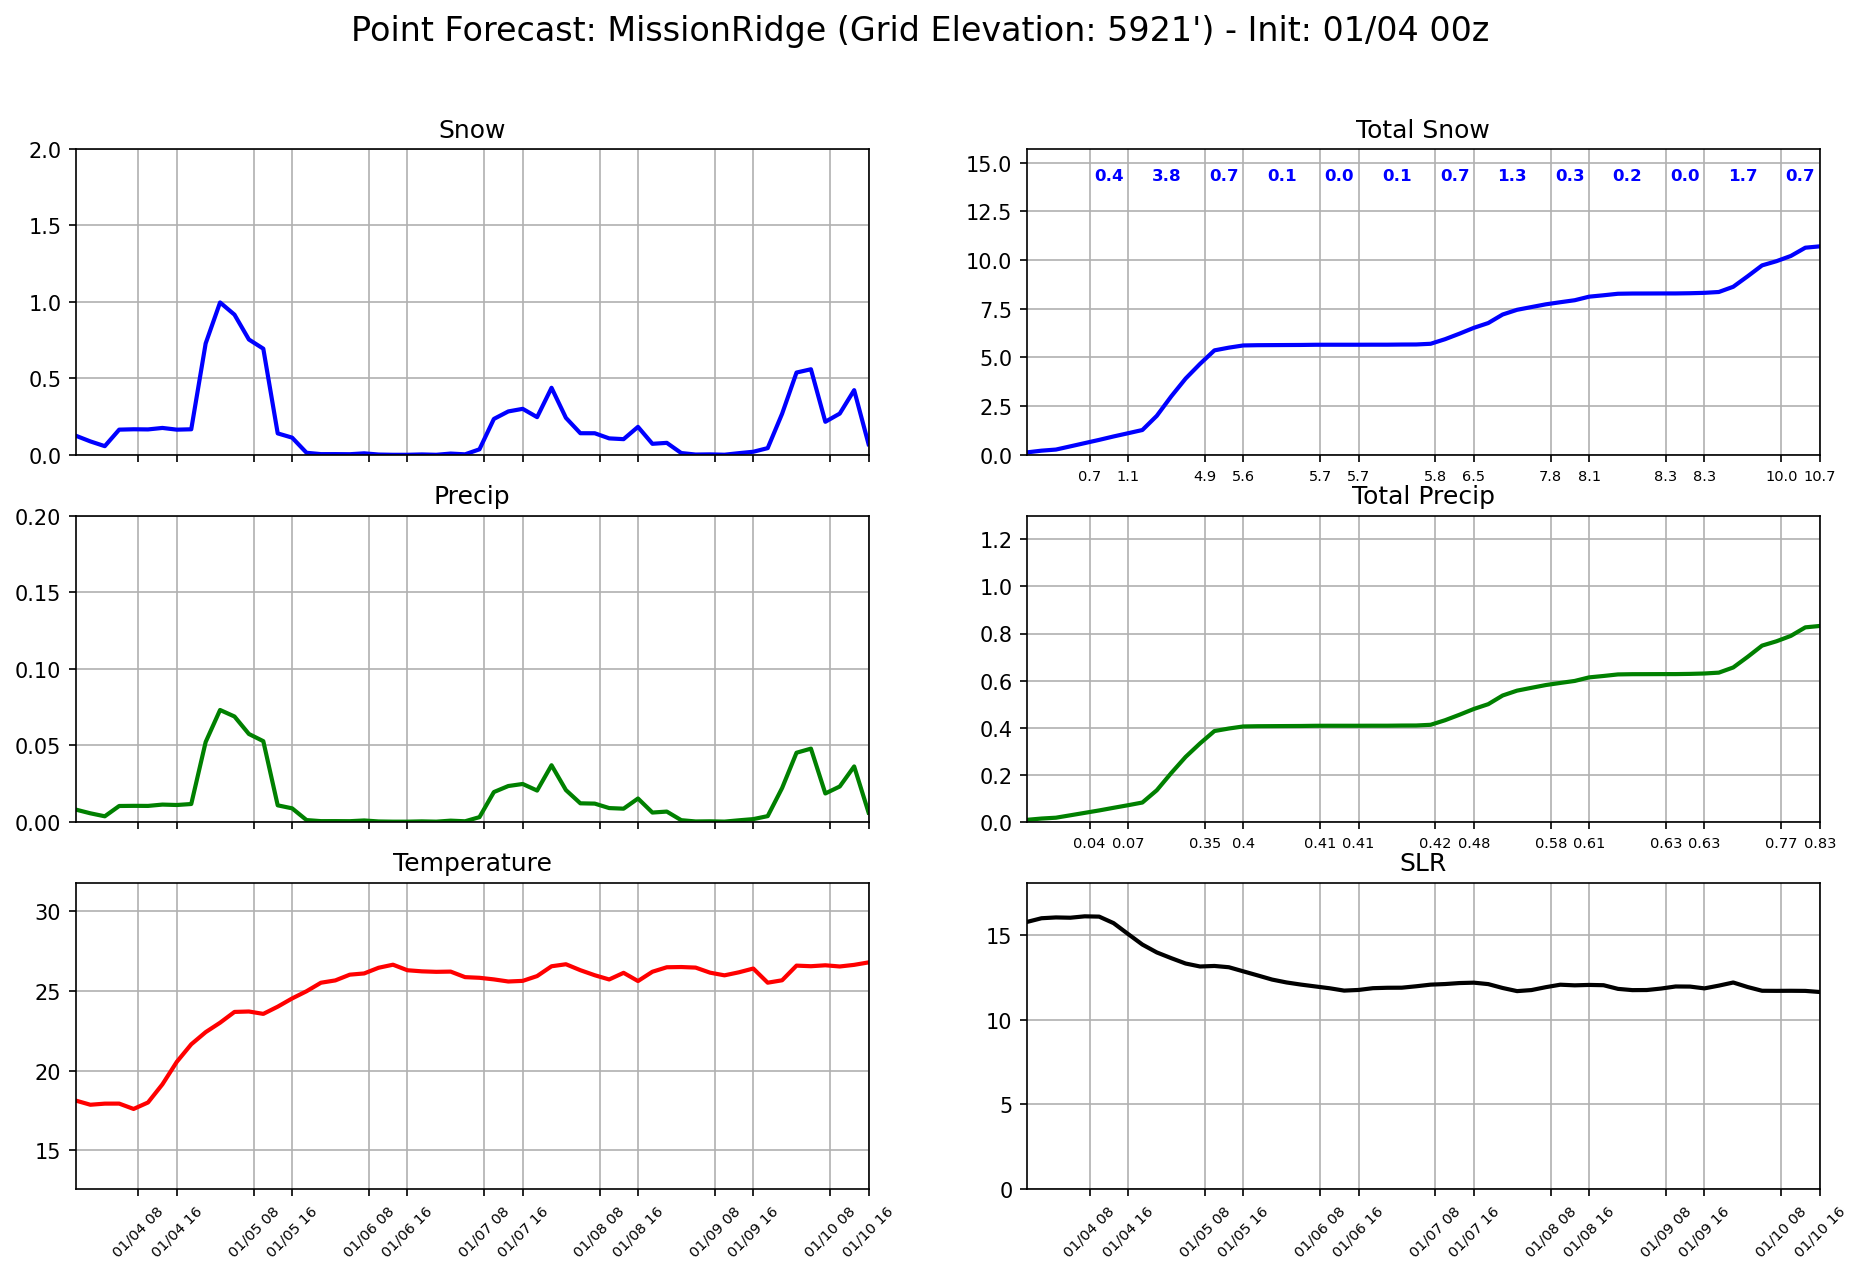 Point Forecast: MissionRidge (Grid Elevation: 5921') - Init: 01/04 00z
Snow
2.0
1.5
1.0
0.5
0.0
Total Snow
15.0
12.5
10.0
7.5
5.0
2.5
0.0
0.4 3.8 0.7 0.1 0.0 0.1 0.7 1.3 0.3 0.2 0.0 1.7 0.7
0.7 1.1 4.9 5.6 5.7 5.7 5.8 6.5 7.8 8.1 8.3 8.3 10.0 10.7
Precip
0.20
0.15
0.10
0.05
0.00
Total Precip
1.2
1.0
0.8
0.6
0.4
0.2
0.0
0.04 0.07 0.35 0.4 0.41 0.41 0.42 0.48 0.58 0.61 0.63 0.63 0.77 0.83
Temperature
30
25
20
15
01/04 08 01/04 16 01/05 08 01/05 16 01/06 08 01/06 16 01/07 08 01/07 16 01/08 08 01/08 16 01/09 08 01/09 16 01/10 08 01/10 16
SLR
15
10
5
0
01/04 08 01/04 16 01/05 08 01/05 16 01/06 08 01/06 16 01/07 08 01/07 16 01/08 08 01/08 16 01/09 08 01/09 16 01/10 08 01/10 16